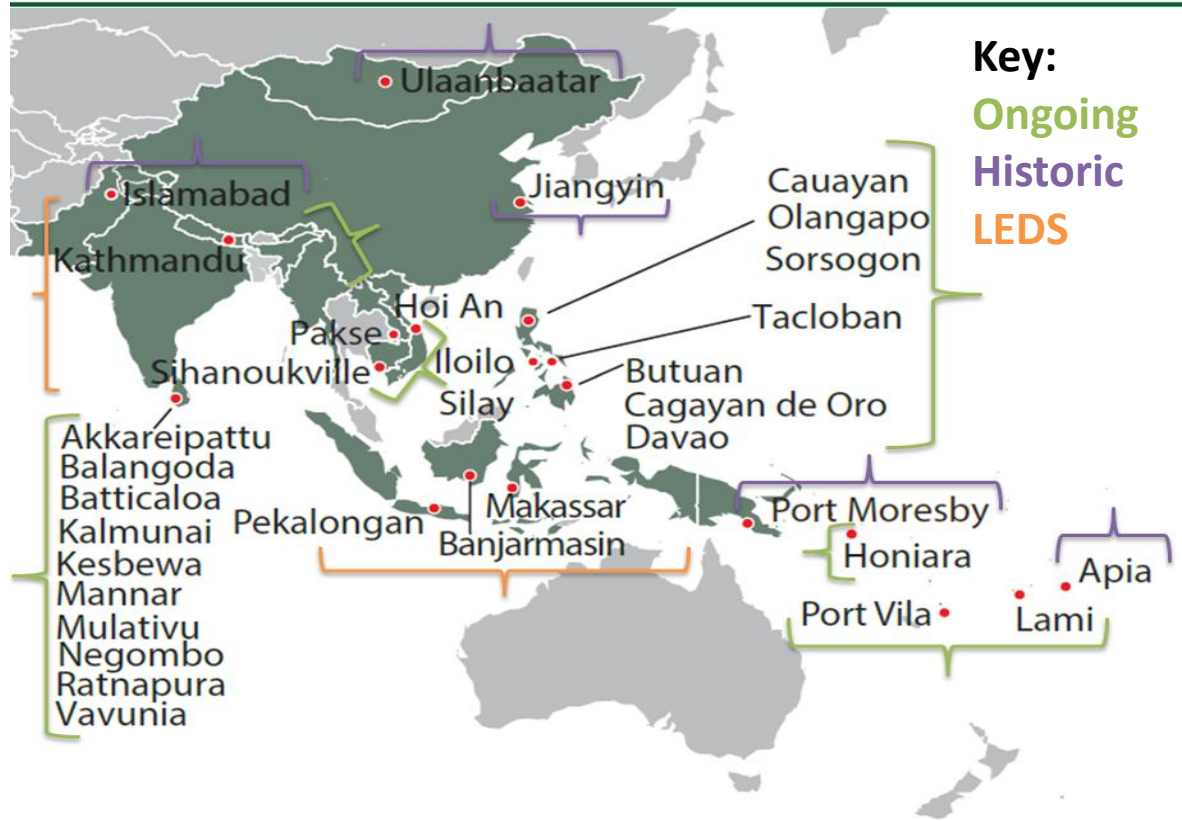 Key:
Ongoing
Historic
LEDS
Ulaanbaatar
Islamabad
Jiangyin
Kathmandu
Cauayan
Olangapo
Sorsogon
Hoi An
Pakse
Tacloban
Sihanoukville
Iloilo
Silay
Butuan
Cagayan de Oro
Davao
Akkareipattu
Balangoda
Batticaloa
Kalmunai
Kesbewa
Mannar
Mulativu
Negombo
Ratnapura
Vavunia
Pekalongan
Makassar
Banjarmasin
Port Moresby
Honiara
Apia
Port Vila
Lami